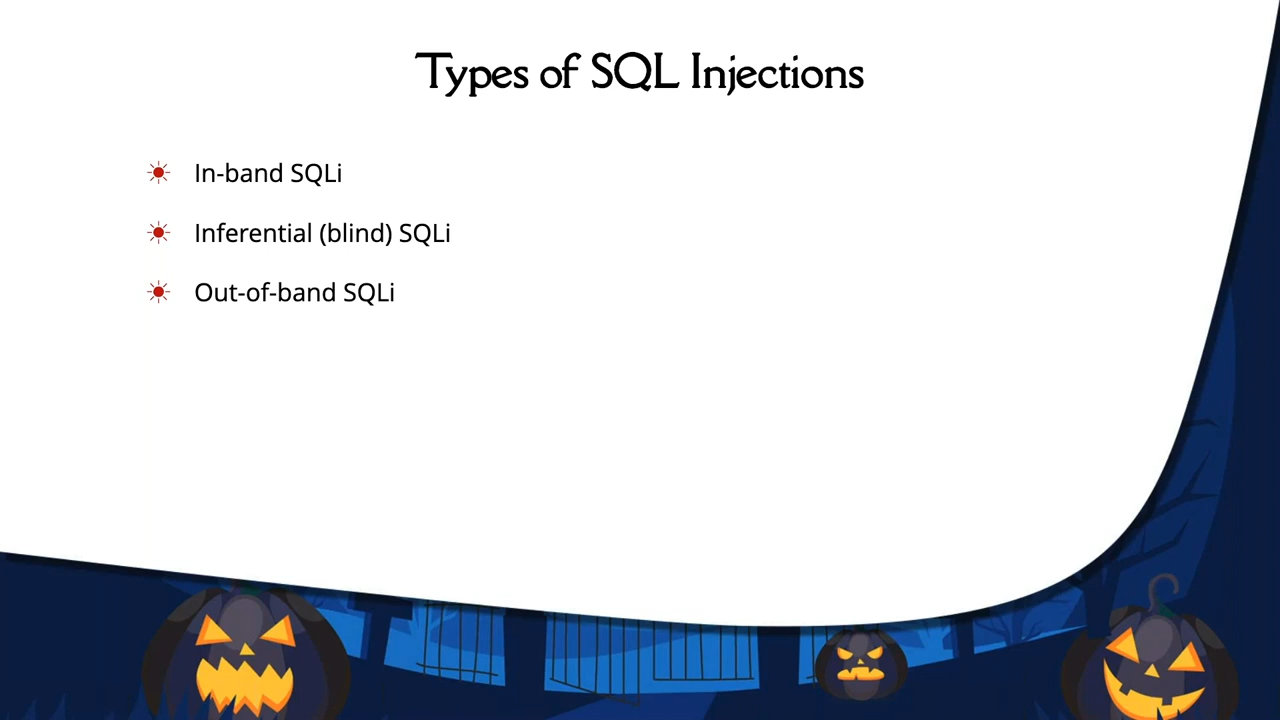 Types of SQL Injections
In-band SQLi
Inferential (blind) SQLi
Out-of-band SQLi